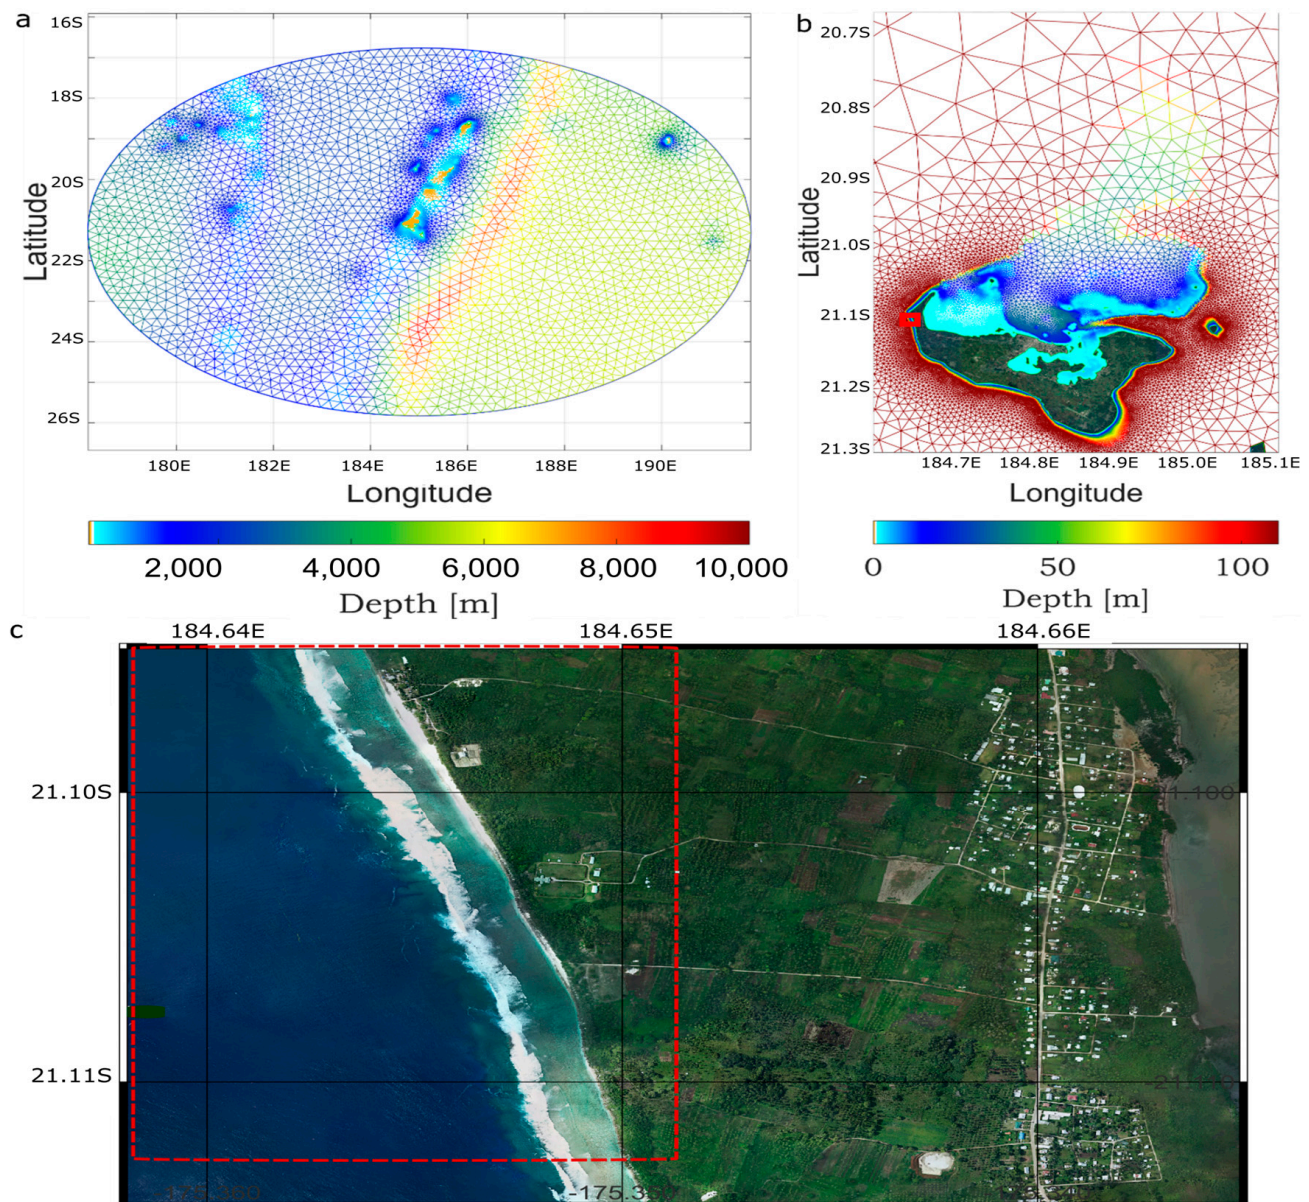 a
16S
18S
20S
22S
24S
26S
Latitude
180E 182E 184E 186E 188E 190E
Longitude
2,000 4,000 6,000 8,000 10,000
Depth [m]
b
20.7S
20.8S
20.9S
21.0S
21.1S
21.2S
21.3S
Latitude
184.7E 184.8E 184.9E 185.0E 185.1E
Longitude
0 50 100
Depth [m]
c
184.64E 184.65E 184.66E
21.10S
21.100
21.11S